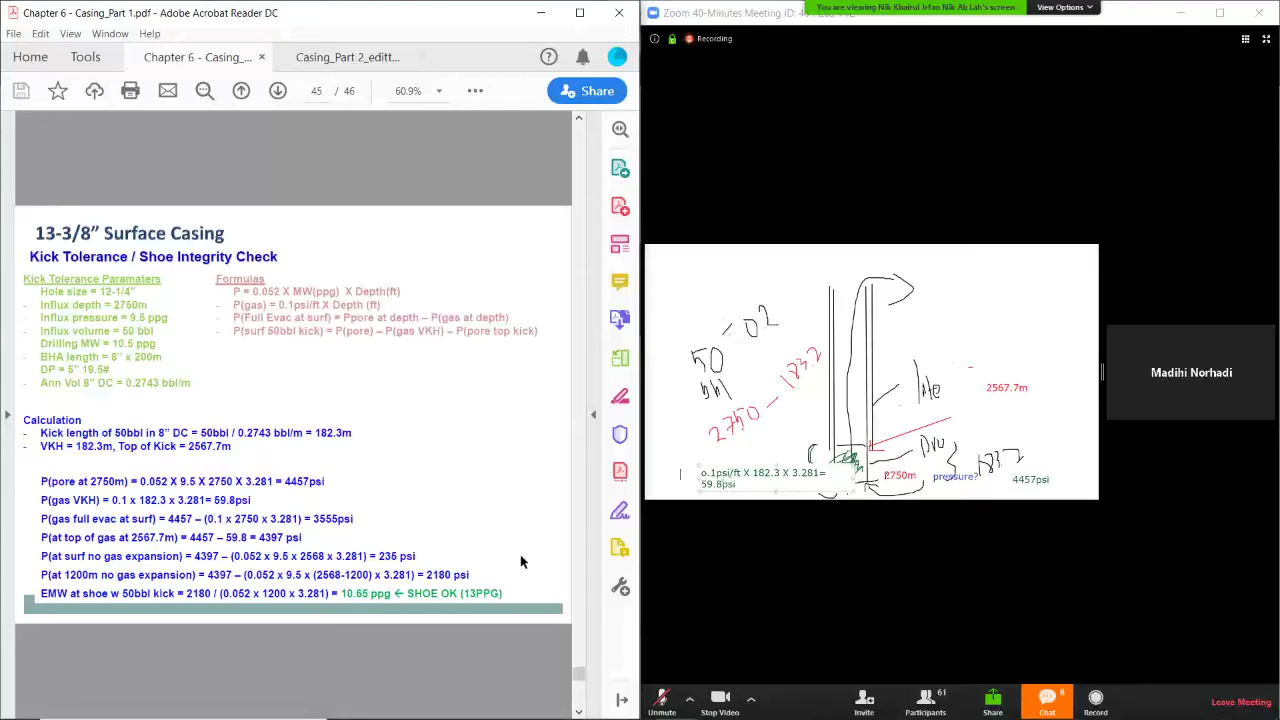 Chapter 6 - Casing_Part 1.pdf - Adobe Acrobat Reader DC
File Edit View Window Help
Home Tools Chapter 6 - Casing_... × Casing_Part 2_editt...
45 / 46 60.9% Share
13-3/8” Surface Casing
Kick Tolerance / Shoe Integrity Check
Kick Tolerance Paramaters
- Hole size = 12-1/4”
- Influx depth = 2750m
- Influx pressure = 9.5 ppg
- Influx volume = 50 bbl
- Drilling MW = 10.5 ppg
- BHA length = 8” x 200m
- DP = 5” 19.5#
- Ann Vol 8” DC = 0.2743 bbl/m
Formulas
- P = 0.052 X MW(ppg) X Depth(ft)
- P(gas) = 0.1psi/ft X Depth (ft)
- P(Full Evac at surf) = Ppore at depth – P(gas at depth)
- P(surf 50bbl kick) = P(pore) – P(gas VKH) – P(pore top kick)
Calculation
- Kick length of 50bbl in 8” DC = 50bbl / 0.2743 bbl/m = 182.3m
- VKH = 182.3m, Top of Kick = 2567.7m
P(pore at 2750m) = 0.052 X 9.5 X 2750 X 3.281 = 4457psi
P(gas VKH) = 0.1 x 182.3 x 3.281= 59.8psi
P(gas full evac at surf) = 4457 – (0.1 x 2750 x 3.281) = 3555psi
P(at top of gas at 2567.7m) = 4457 – 59.8 = 4397 psi
P(at surf no gas expansion) = 4397 – (0.052 x 9.5 x 2568 x 3.281) = 235 psi
P(at 1200m no gas expansion) = 4397 – (0.052 x 9.5 x (2568-1200) x 3.281) = 2180 psi
EMW at shoe w 50bbl kick = 2180 / (0.052 x 1200 x 3.281) = 10.65 ppg ← SHOE OK (13PPG)
You are viewing Nik Khairul Irfan Nik Ab Lah's screen View Options
Recording
50
bbl
2750 – 183.2
2567.7m
2750m
pressure?
4457psi
o.1psi/ft X 182.3 X 3.281=
59.8psi
Madihi Norhadi
Unmute Stop Video Invite Participants 61 Share Chat 8 Record Leave Meeting